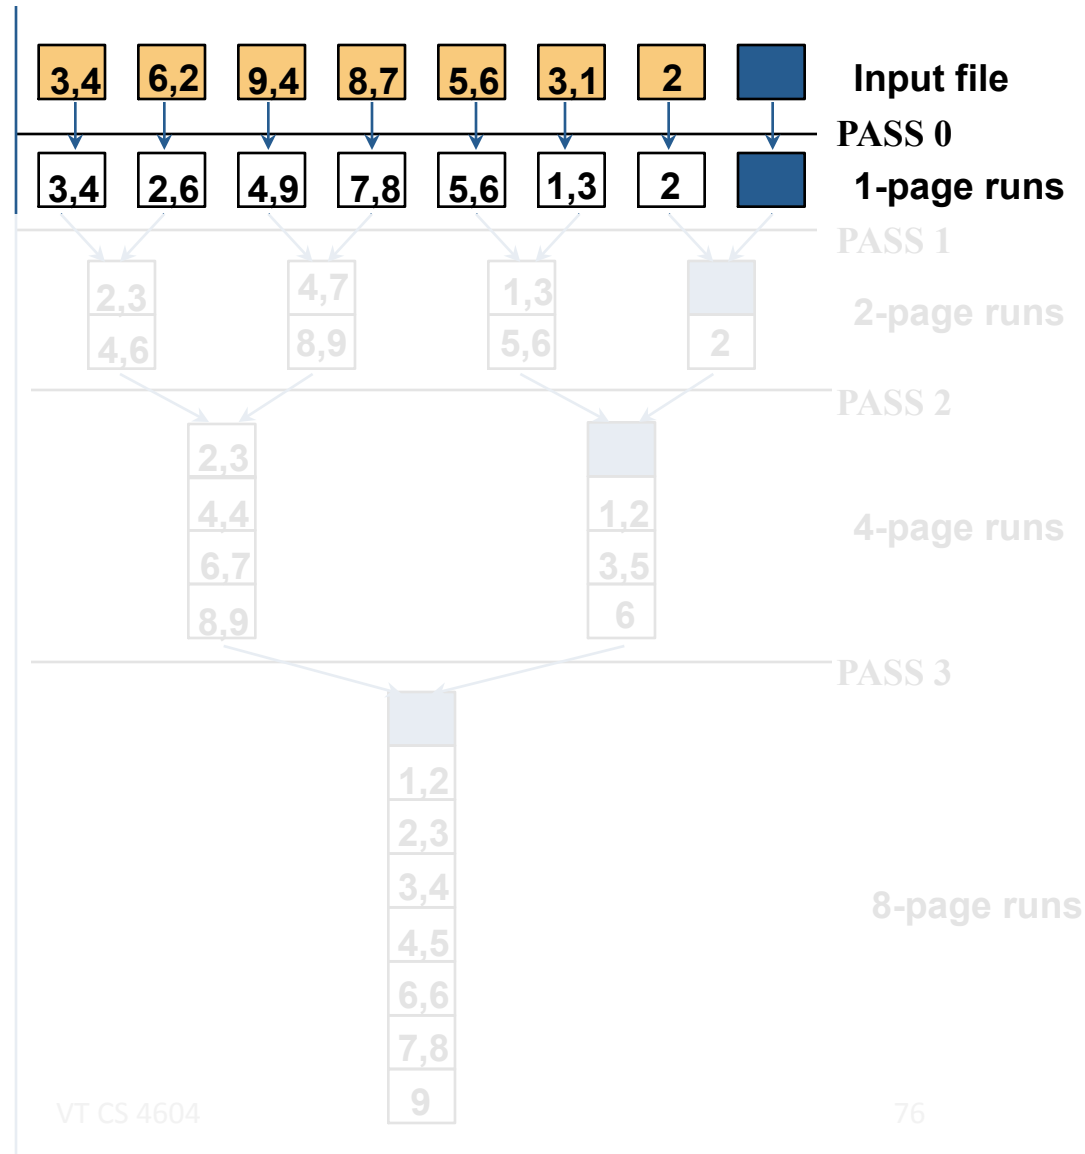 3,4 6,2 9,4 8,7 5,6 3,1 2 Input file
PASS 0
3,4 2,6 4,9 7,8 5,6 1,3 2 1-page runs
PASS 1
2,3 4,7 1,3 2-page runs
4,6 8,9 5,6 2
PASS 2
2,3
4,4 1,2 4-page runs
6,7 3,5
8,9 6
PASS 3
1,2
2,3
3,4 8-page runs
4,5
6,6
7,8
9
VT CS 4604 76